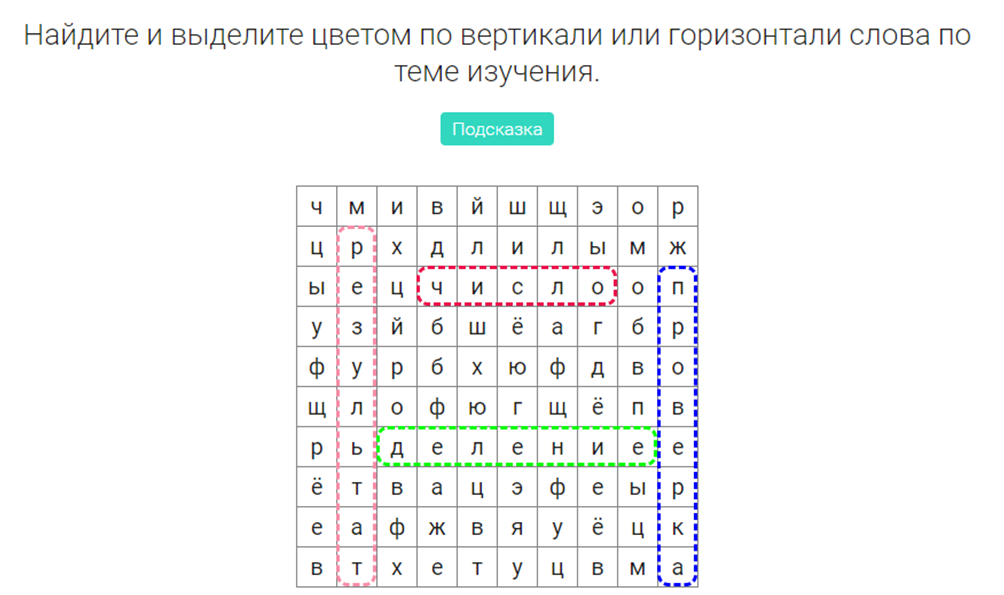 Найдите и выделите цветом по вертикали или горизонтали слова по
теме изучения.
Подсказка
ч м и в й ш щ э о р
ц р х д л и л ы м ж
ы е ц ч и с л о о п
у з й б ш ё а г б р
ф у р б х ю ф д в о
щ л о ф ю г щ ё п в
р ь д е л е н и е е
ё т в а ц э ф е ы р
е а ф ж в я у ё ц к
в т х е т у ц в м а